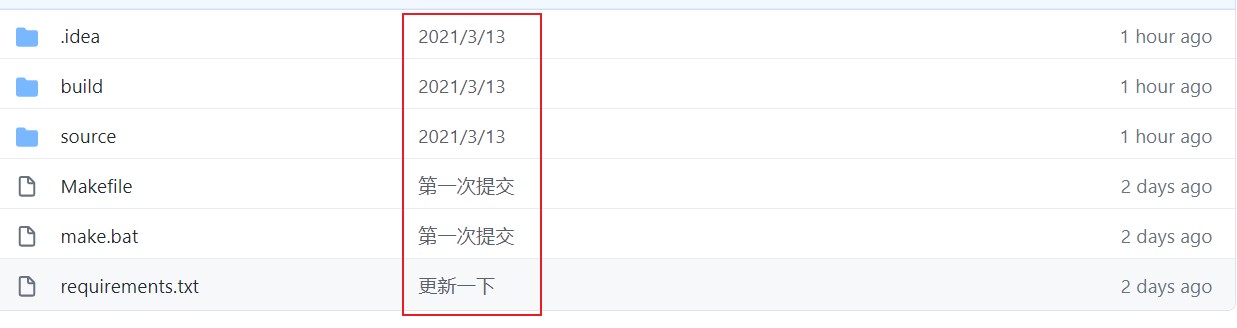 .idea 2021/3/13 1 hour ago
build 2021/3/13 1 hour ago
source 2021/3/13 1 hour ago
Makefile 第一次提交 2 days ago
make.bat 第一次提交 2 days ago
requirements.txt 更新一下 2 days ago